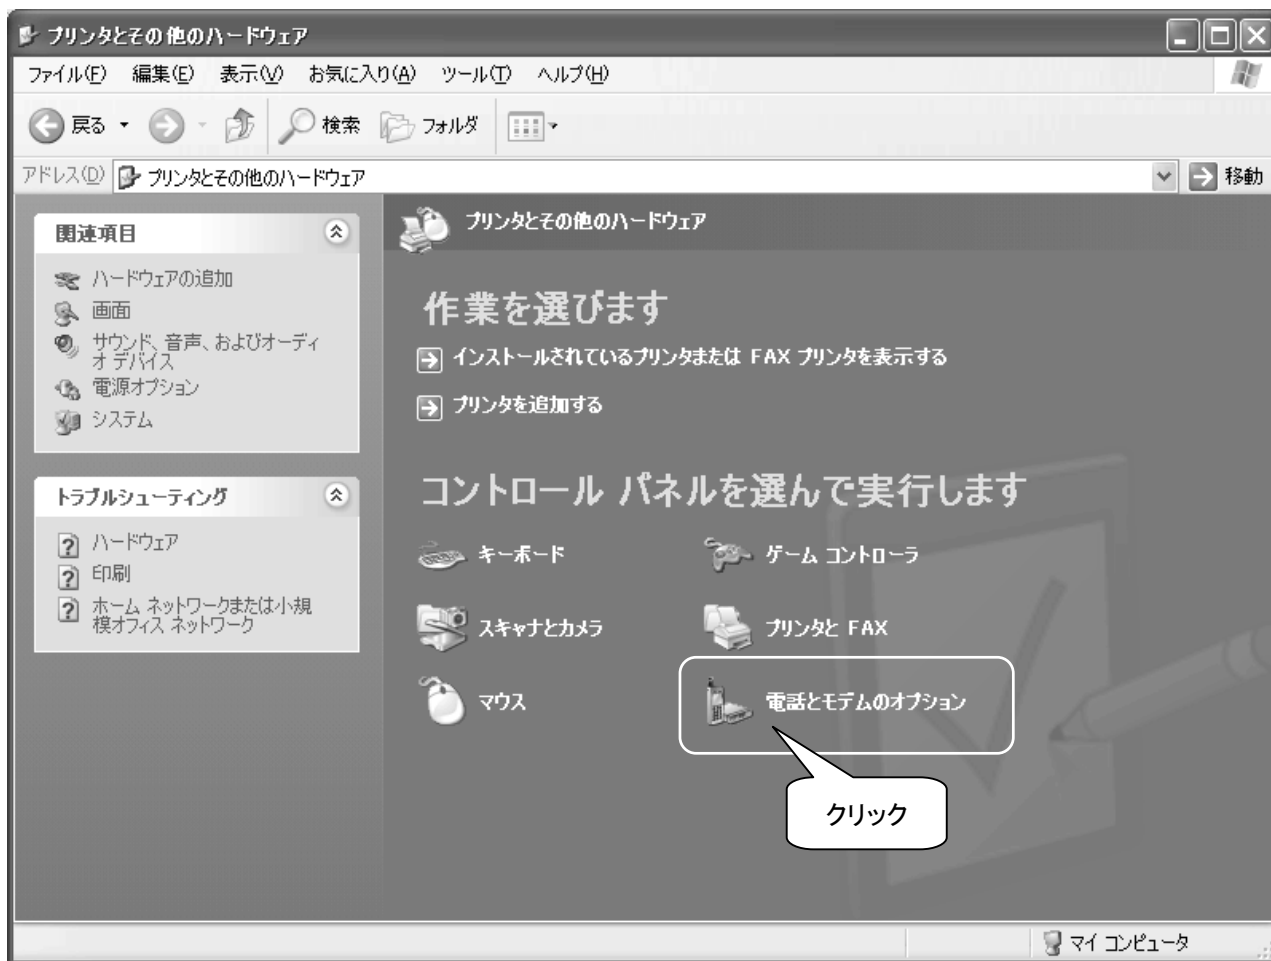 プリンタとその他のハードウェア
ファイル(F) 編集(E) 表示(V) お気に入り(A) ツール(T) ヘルプ(H)
戻る 検索 フォルダ
アドレス(D) プリンタとその他のハードウェア 移動
関連項目
ハードウェアの追加
画面
サウンド、音声、およびオーディ
オ デバイス
電源オプション
システム
トラブルシューティング
ハードウェア
印刷
ホーム ネットワークまたは小規
模オフィス ネットワーク
プリンタとその他のハードウェア
作業を選びます
インストールされているプリンタまたは FAX プリンタを表示する
プリンタを追加する
コントロール パネルを選んで実行します
キーボード
ゲーム コントローラ
スキャナとカメラ
プリンタと FAX
マウス
電話とモデムのオプション
クリック
マイ コンピュータ